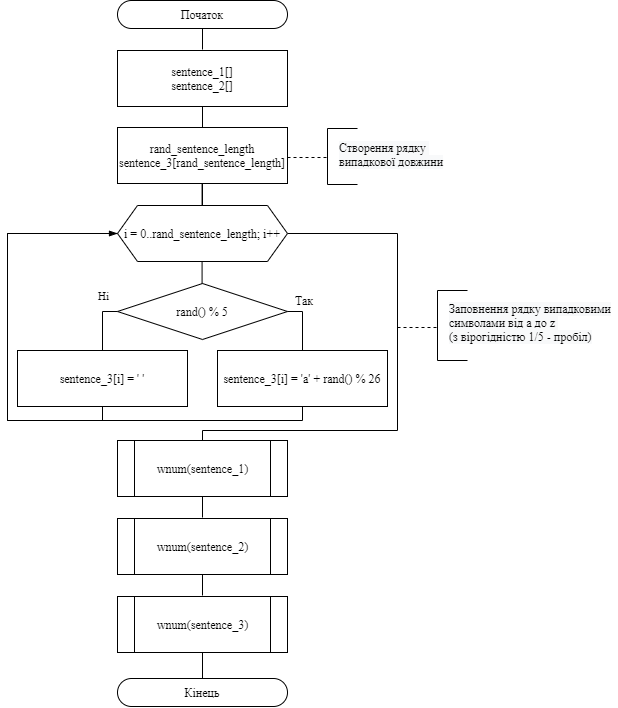 Початок
sentence_1[]
sentence_2[]
rand_sentence_length
sentence_3[rand_sentence_length]
Створення рядку
випадкової довжини
i = 0..rand_sentence_length; i++
Ні
rand() % 5
Так
Заповнення рядку випадковими
символами від a до z
(з вірогідністю 1/5 - пробіл)
sentence_3[i] = ' '
sentence_3[i] = 'a' + rand() % 26
wnum(sentence_1)
wnum(sentence_2)
wnum(sentence_3)
Кінець